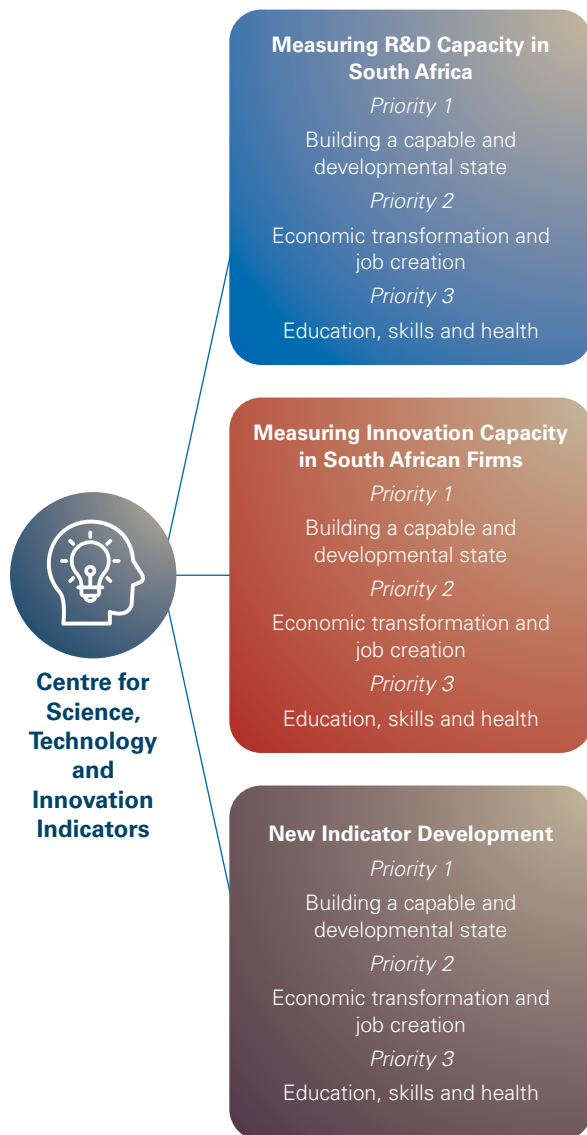 Measuring R&D Capacity in
South Africa
Priority 1
Building a capable and
developmental state
Priority 2
Economic transformation and
job creation
Priority 3
Education, skills and health
Measuring Innovation Capacity
in South African Firms
Priority 1
Building a capable and
developmental state
Priority 2
Economic transformation and
job creation
Priority 3
Education, skills and health
Centre for
Science,
Technology
and
Innovation
Indicators
New Indicator Development
Priority 1
Building a capable and
developmental state
Priority 2
Economic transformation and
job creation
Priority 3
Education, skills and health